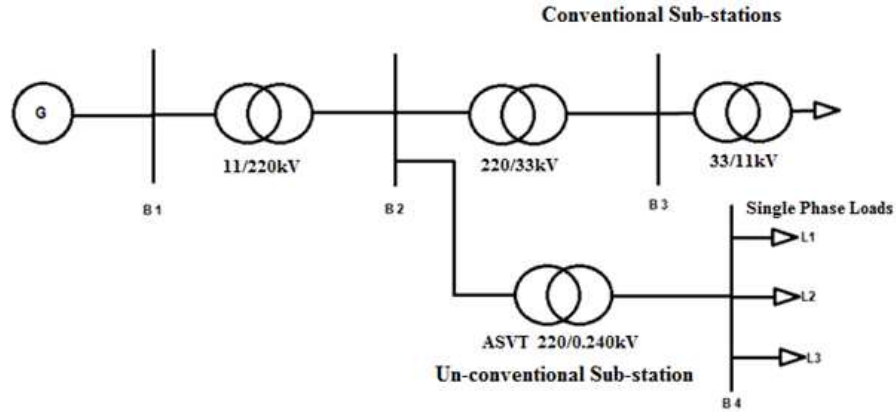 Conventional Sub-stations
G
11/220kV
220/33kV
33/11kV
B 1
B 2
B 3
Single Phase Loads
L1
L2
L3
ASVT 220/0.240kV
Un-conventional Sub-station
B 4